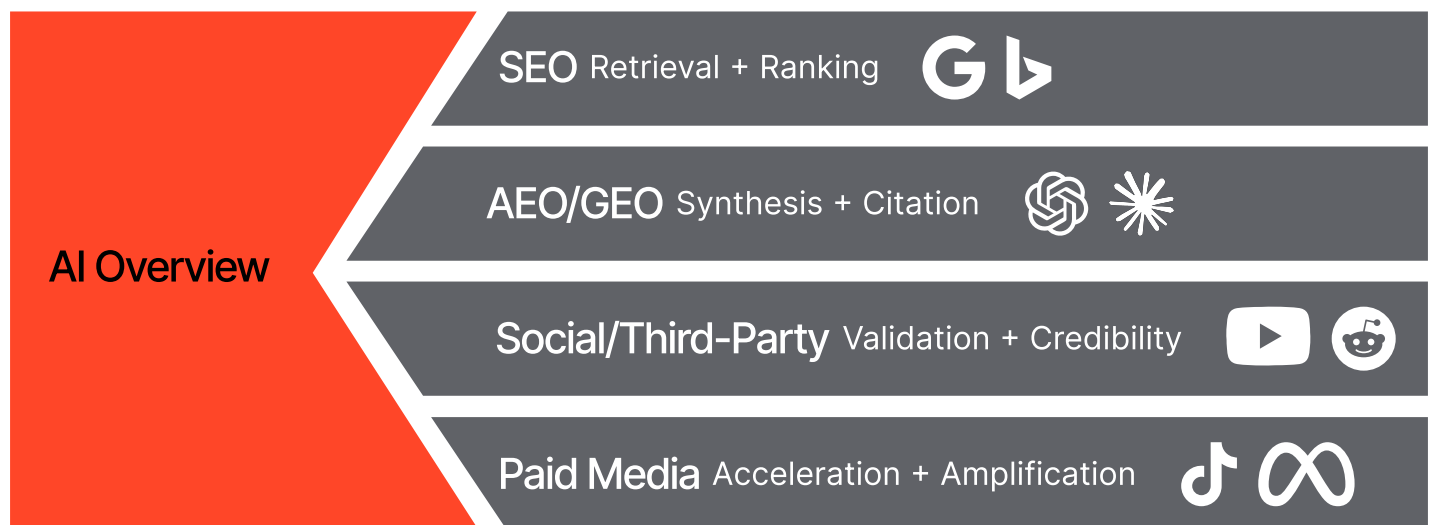 SEO Retrieval + Ranking
AEO/GEO Synthesis + Citation
AI Overview
Social/Third-Party Validation + Credibility
Paid Media Acceleration + Amplification